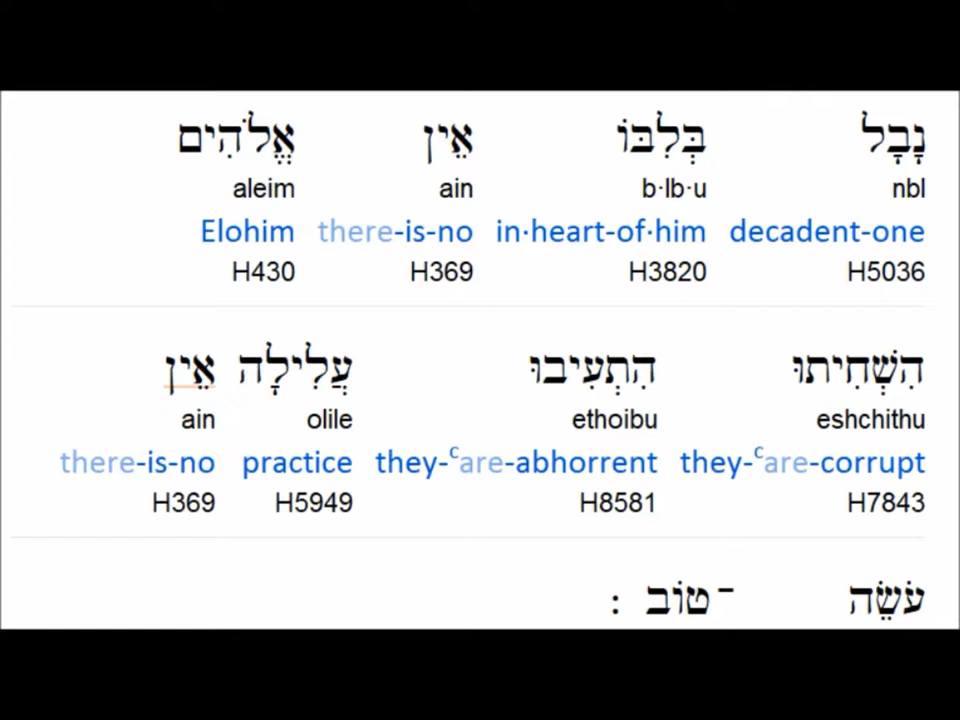 נָבָל בְּלִבּוֹ אֵין אֱלֹהִים
nbl b·lb·u ain aleim
decadent-one in·heart-of·him there-is-no Elohim
H5036 H3820 H369 H430
הִשְׁחִיתוּ הִתְעִיבוּ עֲלִילָה אֵין
eshchithu ethoibu olile ain
they-ᶜare-corrupt they-ᶜare-abhorrent practice there-is-no
H7843 H8581 H5949 H369
עֹשֵׂה ־טוֹב :